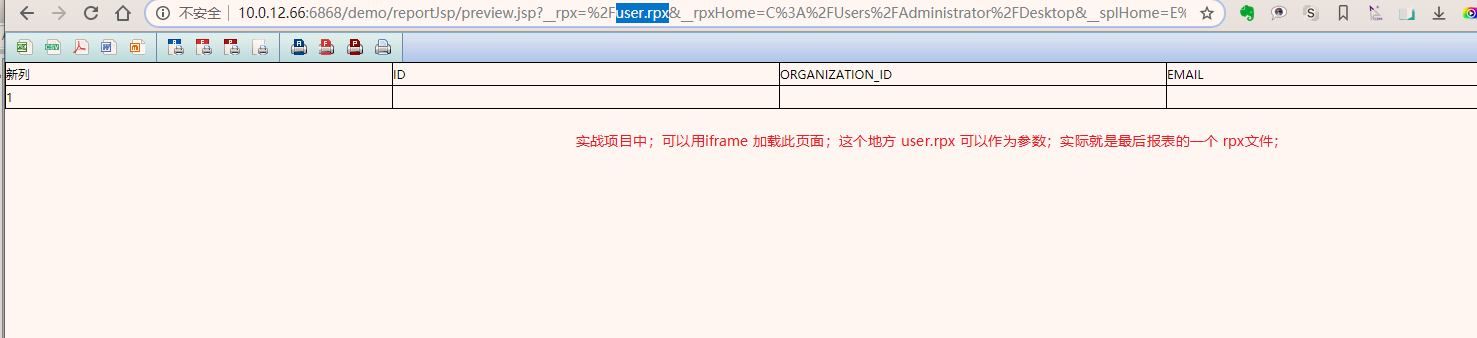 不安全 10.0.12.66:6868/demo/reportJsp/preview.jsp?__rpx=%2Fuser.rpx&__rpxHome=C%3A%2FUsers%2FAdministrator%2FDesktop&__splHome=E%
新列 ID ORGANIZATION_ID EMAIL
1
实战项目中；可以用iframe 加载此页面；这个地方 user.rpx 可以作为参数；实际就是最后报表的一个 rpx文件；